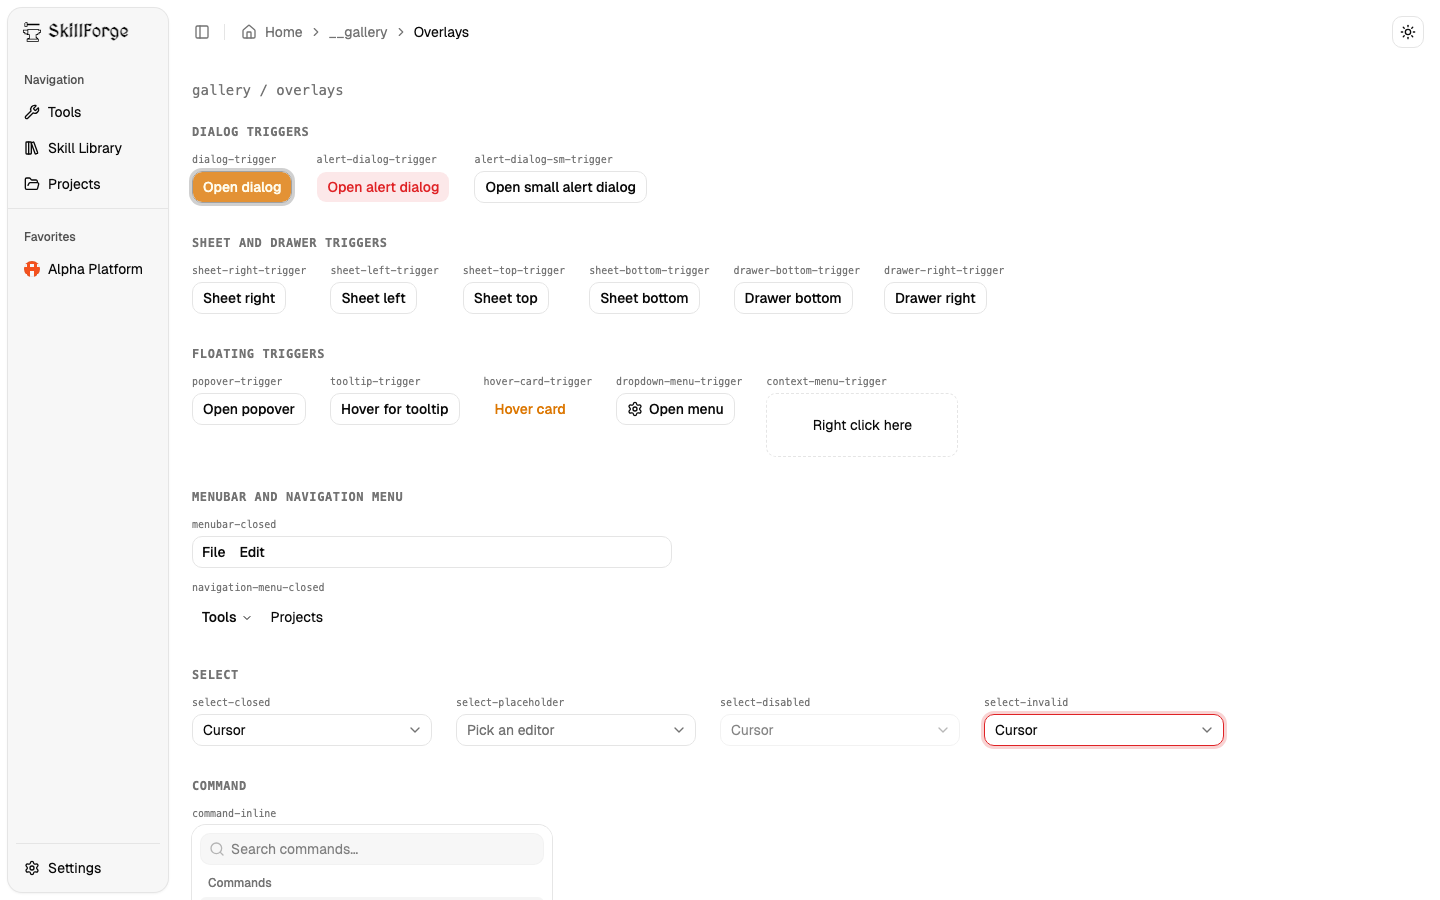 SkillForge
Navigation
Tools
Skill Library
Projects
Favorites
Alpha Platform
Settings
Home > __gallery > Overlays
gallery / overlays
DIALOG TRIGGERS
dialog-trigger alert-dialog-trigger alert-dialog-sm-trigger
Open dialog Open alert dialog Open small alert dialog
SHEET AND DRAWER TRIGGERS
sheet-right-trigger sheet-left-trigger sheet-top-trigger sheet-bottom-trigger drawer-bottom-trigger drawer-right-trigger
Sheet right Sheet left Sheet top Sheet bottom Drawer bottom Drawer right
FLOATING TRIGGERS
popover-trigger tooltip-trigger hover-card-trigger dropdown-menu-trigger context-menu-trigger
Open popover Hover for tooltip Hover card Open menu Right click here
MENUBAR AND NAVIGATION MENU
menubar-closed
File Edit
navigation-menu-closed
Tools Projects
SELECT
select-closed select-placeholder select-disabled select-invalid
Cursor Pick an editor Cursor Cursor
COMMAND
command-inline
Search commands...
Commands